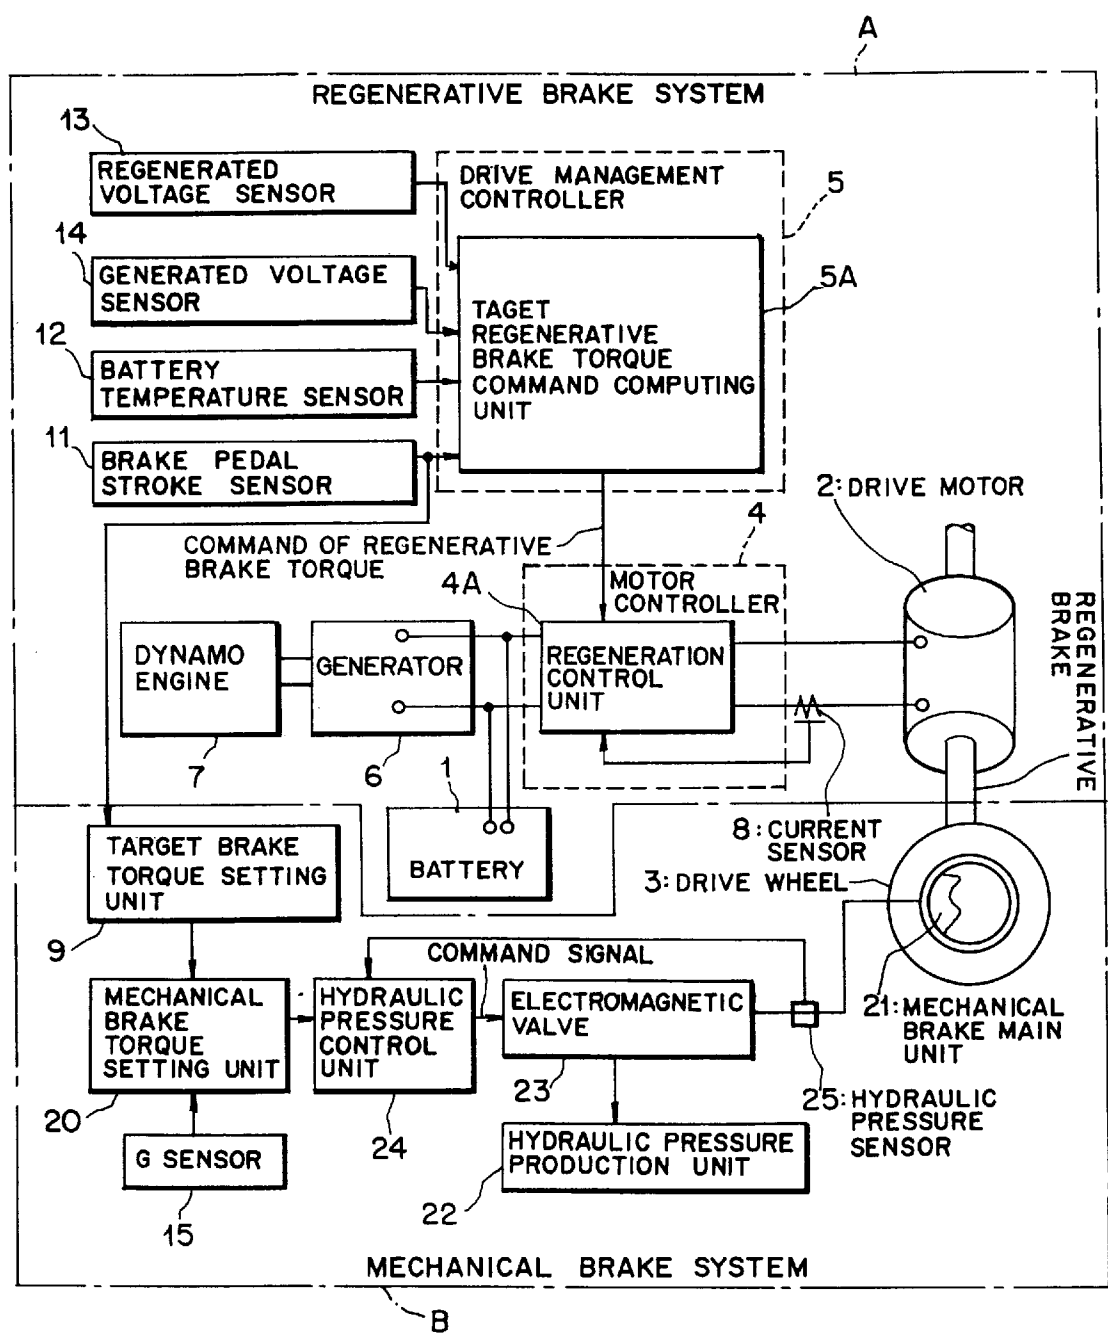 A
REGENERATIVE BRAKE SYSTEM
13
REGENERATED
VOLTAGE SENSOR
DRIVE MANAGEMENT
CONTROLLER
5
14
GENERATED VOLTAGE
SENSOR
5A
TAGET
REGENERATIVE
BRAKE TORQUE
COMMAND COMPUTING
UNIT
12
BATTERY
TEMPERATURE SENSOR
11
BRAKE PEDAL
STROKE SENSOR
2: DRIVE MOTOR
COMMAND OF REGENERATIVE
BRAKE TORQUE
4
4A
MOTOR
CONTROLLER
REGENERATIVE
BRAKE
DYNAMO
ENGINE
GENERATOR
REGENERATION
CONTROL
UNIT
7
6
1
BATTERY
8: CURRENT
SENSOR
3: DRIVE WHEEL
TARGET BRAKE
TORQUE SETTING
UNIT
9
COMMAND SIGNAL
MECHANICAL
BRAKE
TORQUE
SETTING UNIT
HYDRAULIC
PRESSURE
CONTROL
UNIT
ELECTROMAGNETIC
VALVE
21: MECHANICAL
BRAKE MAIN
UNIT
20
24
23
25: HYDRAULIC
PRESSURE
SENSOR
G SENSOR
15
HYDRAULIC PRESSURE
PRODUCTION UNIT
22
MECHANICAL BRAKE SYSTEM
B